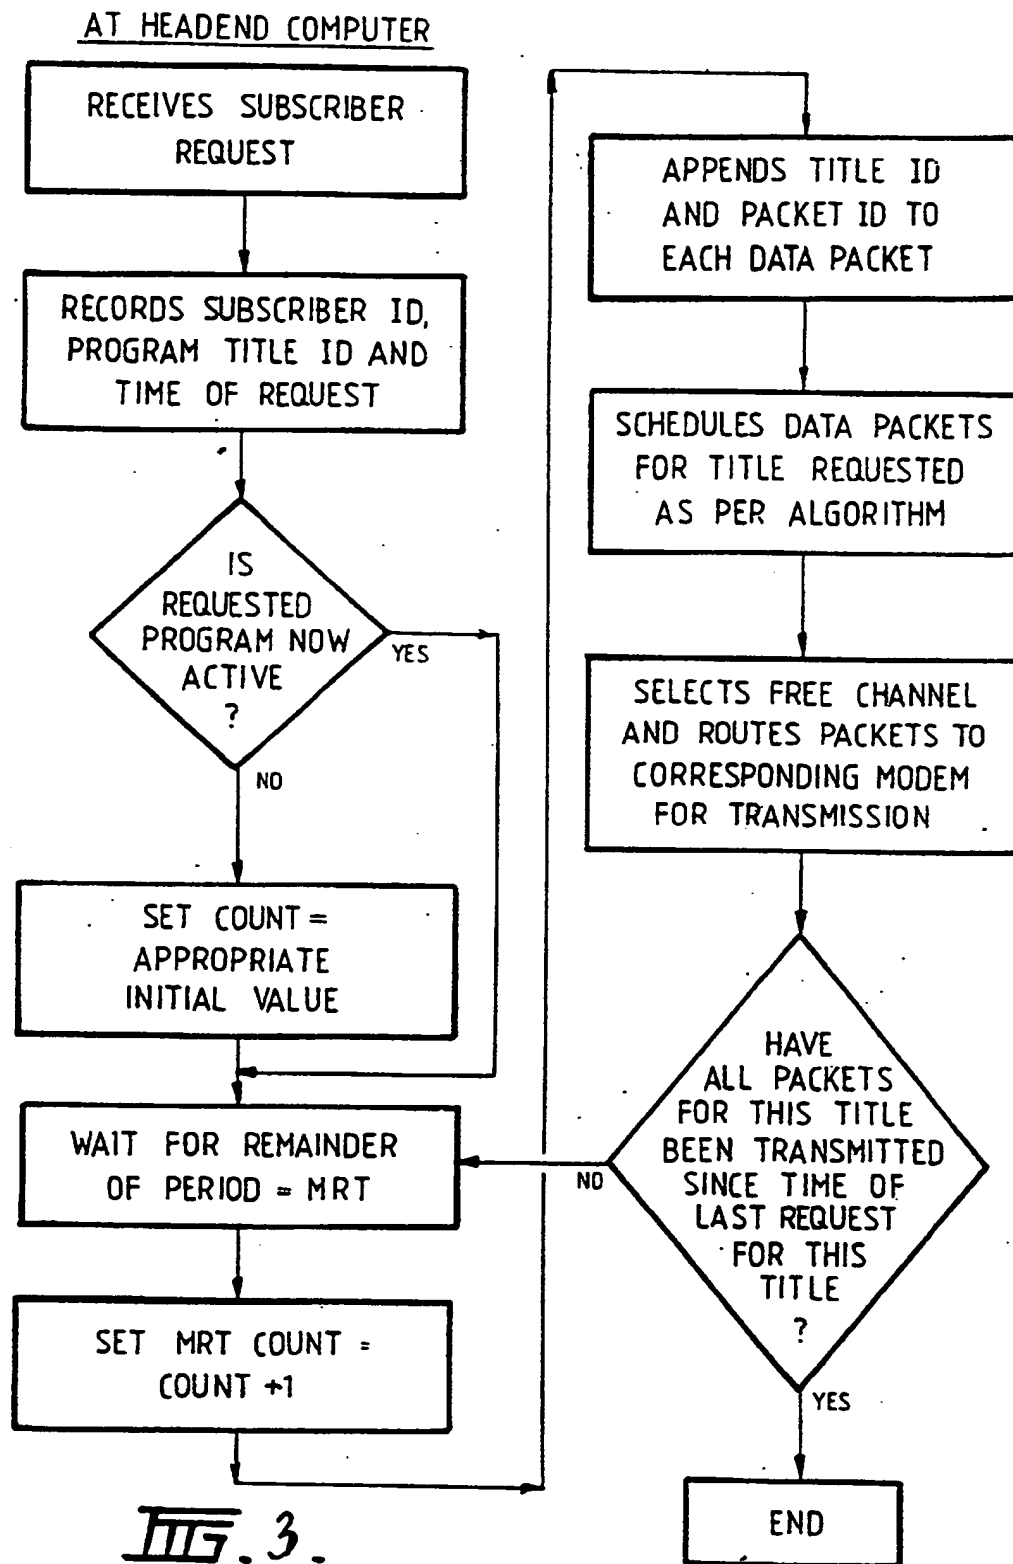 AT HEADEND COMPUTER
RECEIVES SUBSCRIBER
REQUEST
RECORDS SUBSCRIBER ID,
PROGRAM TITLE ID AND
TIME OF REQUEST
IS
REQUESTED
PROGRAM NOW
ACTIVE
?
YES
NO
SET COUNT =
APPROPRIATE
INITIAL VALUE
WAIT FOR REMAINDER
OF PERIOD = MRT
SET MRT COUNT =
COUNT +1
APPENDS TITLE ID
AND PACKET ID TO
EACH DATA PACKET
SCHEDULES DATA PACKETS
FOR TITLE REQUESTED
AS PER ALGORITHM
SELECTS FREE CHANNEL
AND ROUTES PACKETS TO
CORRESPONDING MODEM
FOR TRANSMISSION
HAVE
ALL PACKETS
FOR THIS TITLE
BEEN TRANSMITTED
SINCE TIME OF
LAST REQUEST
FOR THIS
TITLE
?
NO
YES
END
FIG. 3.